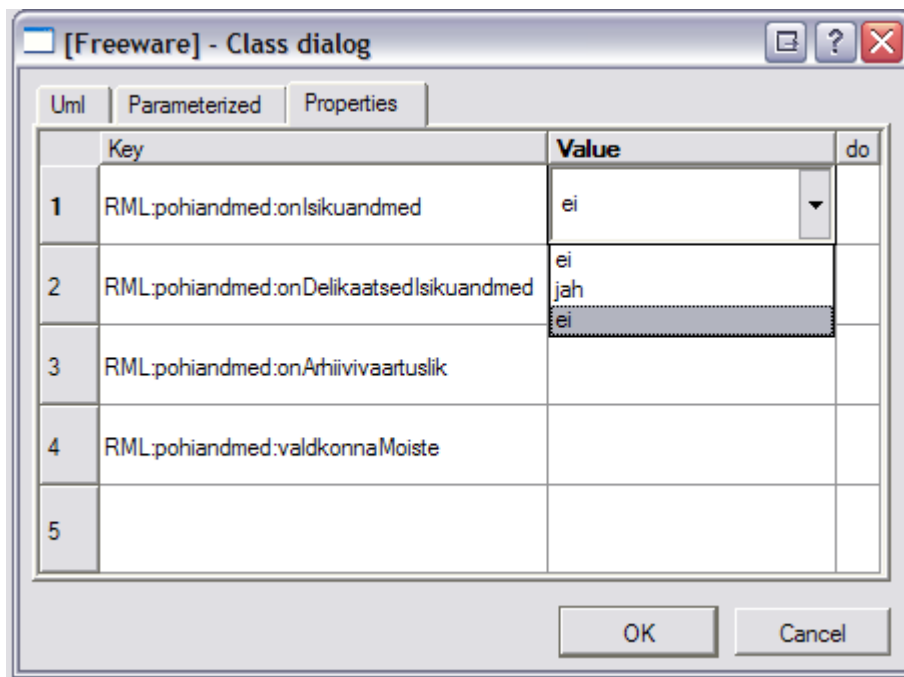 [Freeware] - Class dialog
Uml Parameterized Properties
Key Value do
1 RML:pohiandmed:onIsikuandmed ei
ei
jah
ei
2 RML:pohiandmed:onDelikaatsedIsikuandmed
3 RML:pohiandmed:onArhiivivaartuslik
4 RML:pohiandmed:valdkonnaMoiste
5
OK Cancel